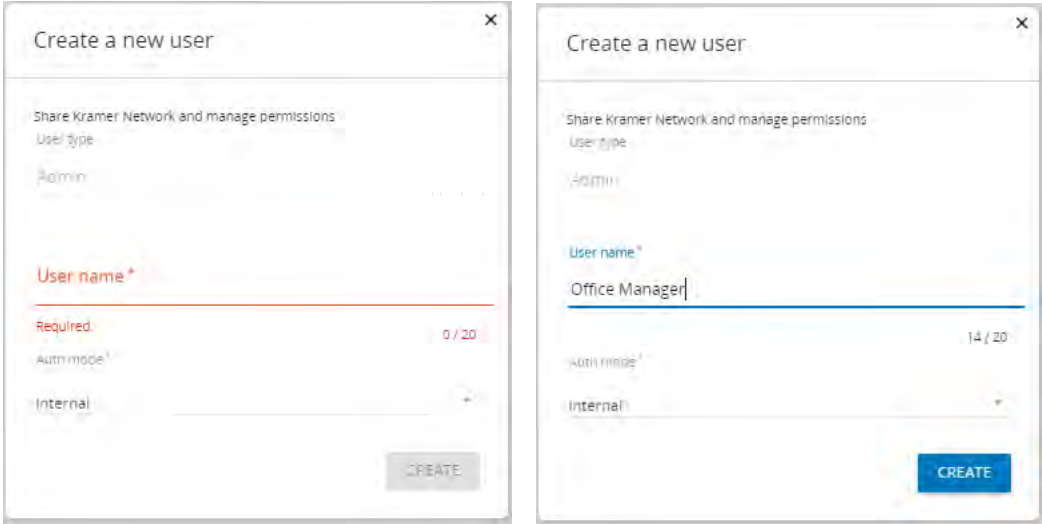 Create a new user
Share Kramer Network and manage permissions
User type
Admin
User name *
Required.
0 / 20
Auth mode *
Internal
CREATE
Create a new user
Share Kramer Network and manage permissions
User type
Admin
User name *
Office Manager
14 / 20
Auth mode *
Internal
CREATE